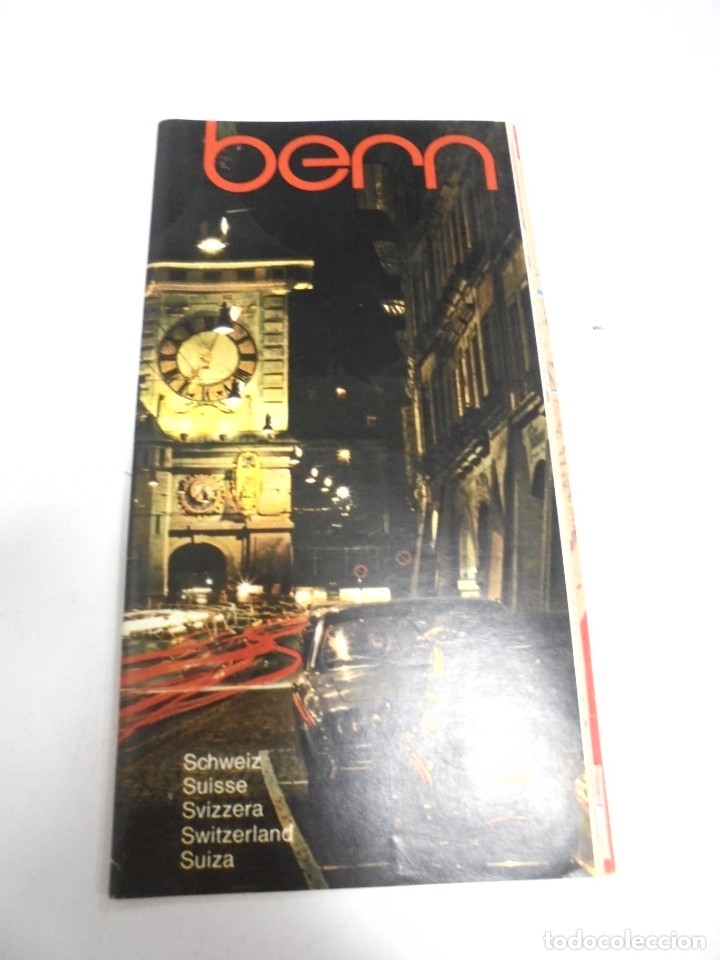 bern
Schweiz
Suisse
Svizzera
Switzerland
Suiza
todocoleccion